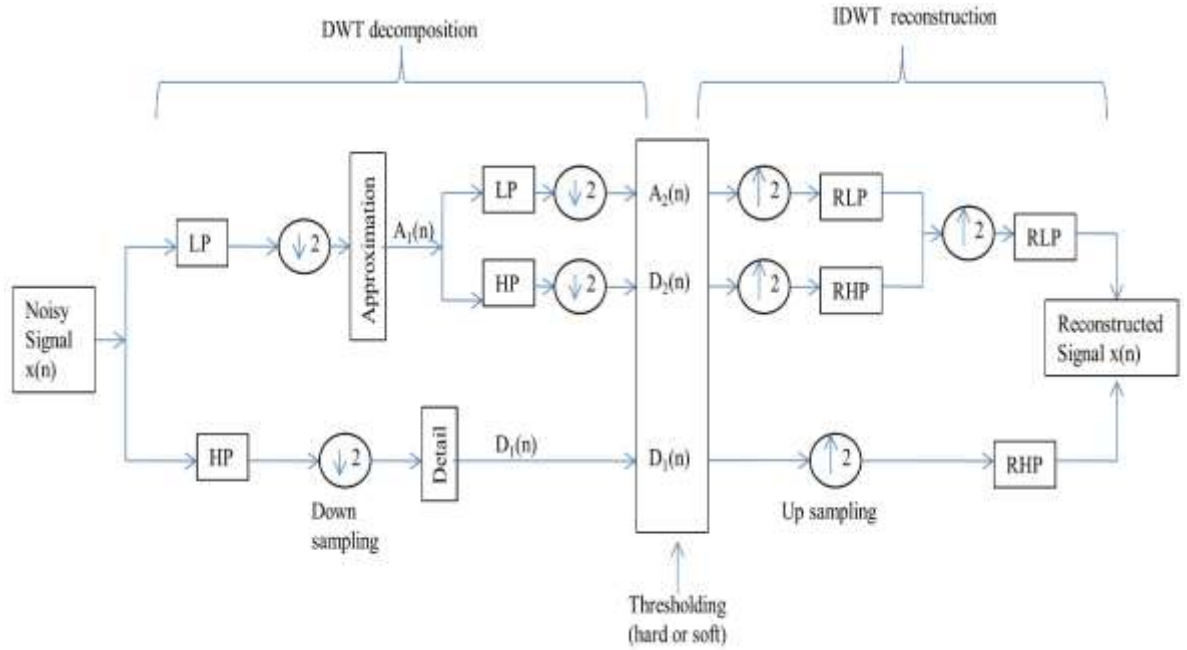 DWT decomposition
IDWT reconstruction
LP
2
Approximation
A₁(n)
LP
2
A₂(n)
2
RLP
HP
2
D₂(n)
2
RHP
2
RLP
Noisy
Signal
x(n)
Reconstructed
Signal x(n)
HP
2
Detail
D₁(n)
D₁(n)
2
RHP
Down
sampling
Up sampling
Thresholding
(hard or soft)